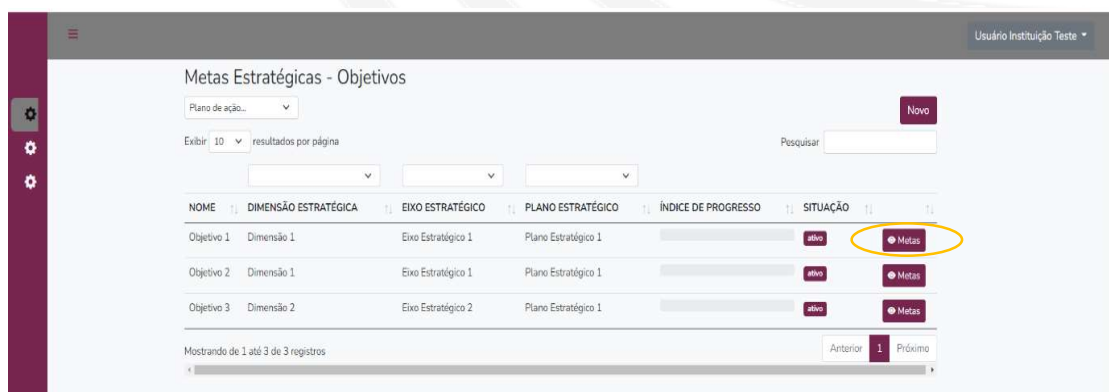 Usuário Instituição Teste
Metas Estratégicas - Objetivos
Plano de ação...
Novo
Exibir 10 resultados por página
Pesquisar
NOME DIMENSÃO ESTRATÉGICA EIXO ESTRATÉGICO PLANO ESTRATÉGICO ÍNDICE DE PROGRESSO SITUAÇÃO
Objetivo 1 Dimensão 1 Eixo Estratégico 1 Plano Estratégico 1 ativo Metas
Objetivo 2 Dimensão 1 Eixo Estratégico 1 Plano Estratégico 1 ativo Metas
Objetivo 3 Dimensão 2 Eixo Estratégico 2 Plano Estratégico 1 ativo Metas
Mostrando de 1 até 3 de 3 registros
Anterior 1 Próximo